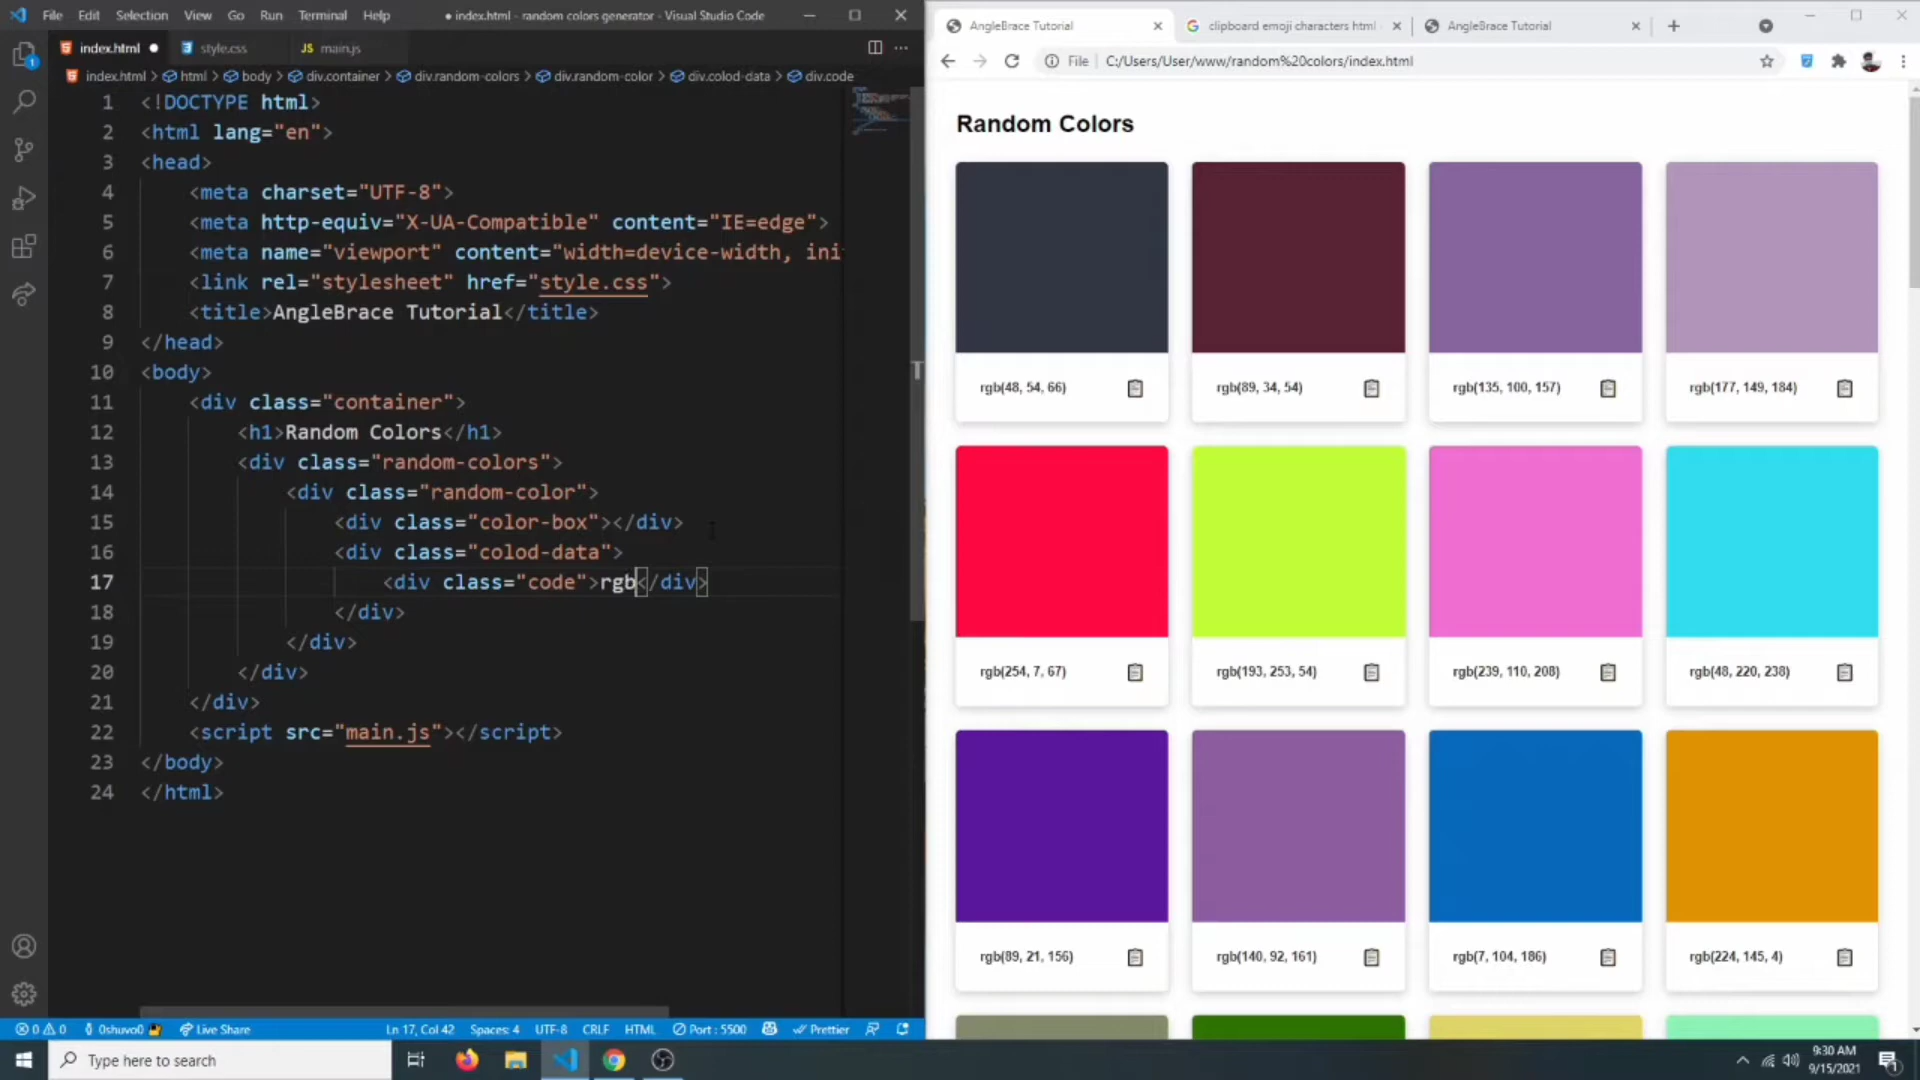 File Edit Selection View Go Run Terminal Help ● index.html - random colors generator - Visual Studio Code
index.html ● style.css JS main.js
index.html > html > body > div.container > div.random-colors > div.random-color > div.colod-data > div.code
1 <!DOCTYPE html>
2 <html lang="en">
3 <head>
4 <meta charset="UTF-8">
5 <meta http-equiv="X-UA-Compatible" content="IE=edge">
6 <meta name="viewport" content="width=device-width, ini
7 <link rel="stylesheet" href="style.css">
8 <title>AngleBrace Tutorial</title>
9 </head>
10 <body>
11 <div class="container">
12 <h1>Random Colors</h1>
13 <div class="random-colors">
14 <div class="random-color">
15 <div class="color-box"></div>
16 <div class="colod-data">
17 <div class="code">rgb</div>
18 </div>
19 </div>
20 </div>
21 </div>
22 <script src="main.js"></script>
23 </body>
24 </html>
0 0 0shuvo0 Live Share Ln 17, Col 42 Spaces: 4 UTF-8 CRLF HTML Port : 5500 Prettier
AngleBrace Tutorial clipboard emoji characters html AngleBrace Tutorial
File C:/Users/User/www/random%20colors/index.html
Random Colors
rgb(48, 54, 66) rgb(89, 34, 54) rgb(135, 100, 157) rgb(177, 149, 184)
rgb(254, 7, 67) rgb(193, 253, 54) rgb(239, 110, 208) rgb(48, 220, 238)
rgb(89, 21, 156) rgb(140, 92, 161) rgb(7, 104, 186) rgb(224, 145, 4)
Type here to search
9:30 AM
9/15/2021
1